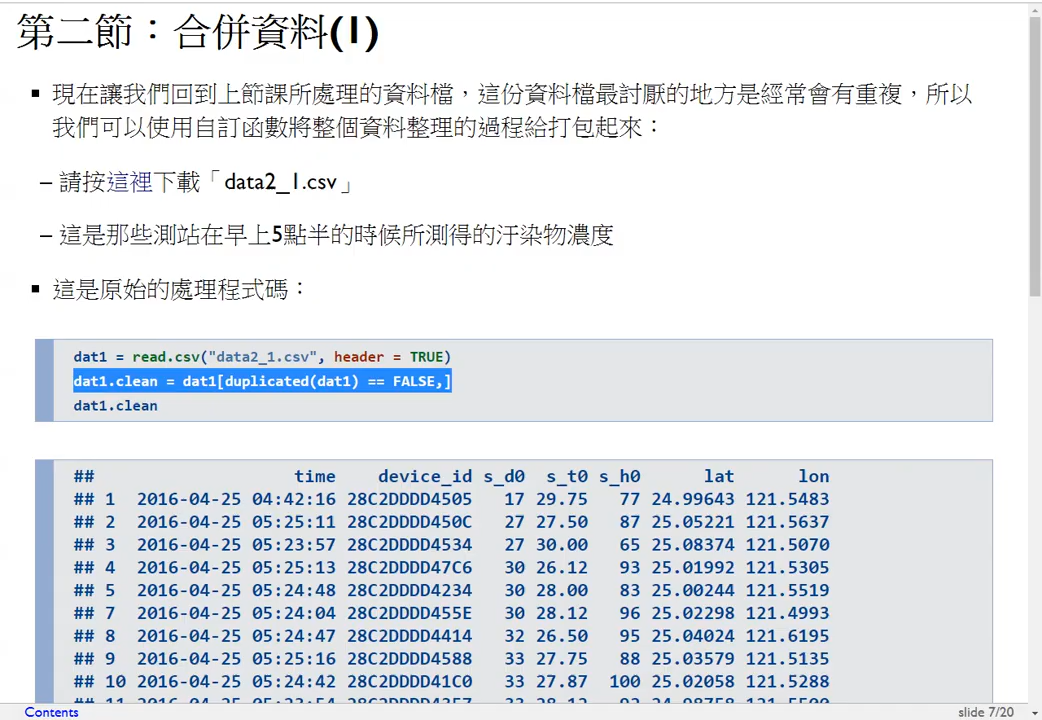 第二節：合併資料(1)
▪ 現在讓我們回到上節課所處理的資料檔，這份資料檔最討厭的地方是經常會有重複，所以
我們可以使用自訂函數將整個資料整理的過程給打包起來：
– 請按這裡下載「data2_1.csv」
– 這是那些測站在早上5點半的時候所測得的汙染物濃度
▪ 這是原始的處理程式碼：
dat1 = read.csv("data2_1.csv", header = TRUE)
dat1.clean = dat1[duplicated(dat1) == FALSE,]
dat1.clean
## time device_id s_d0 s_t0 s_h0 lat lon
## 1 2016-04-25 04:42:16 28C2DDDD4505 17 29.75 77 24.99643 121.5483
## 2 2016-04-25 05:25:11 28C2DDDD450C 27 27.50 87 25.05221 121.5637
## 3 2016-04-25 05:23:57 28C2DDDD4534 27 30.00 65 25.08374 121.5070
## 4 2016-04-25 05:25:13 28C2DDDD47C6 30 26.12 93 25.01992 121.5305
## 5 2016-04-25 05:24:48 28C2DDDD4234 30 28.00 83 25.00244 121.5519
## 7 2016-04-25 05:24:04 28C2DDDD455E 30 28.12 96 25.02298 121.4993
## 8 2016-04-25 05:24:47 28C2DDDD4414 32 26.50 95 25.04024 121.6195
## 9 2016-04-25 05:25:16 28C2DDDD4588 33 27.75 88 25.03579 121.5135
## 10 2016-04-25 05:24:42 28C2DDDD41C0 33 27.87 100 25.02058 121.5288
Contents
slide 7/20